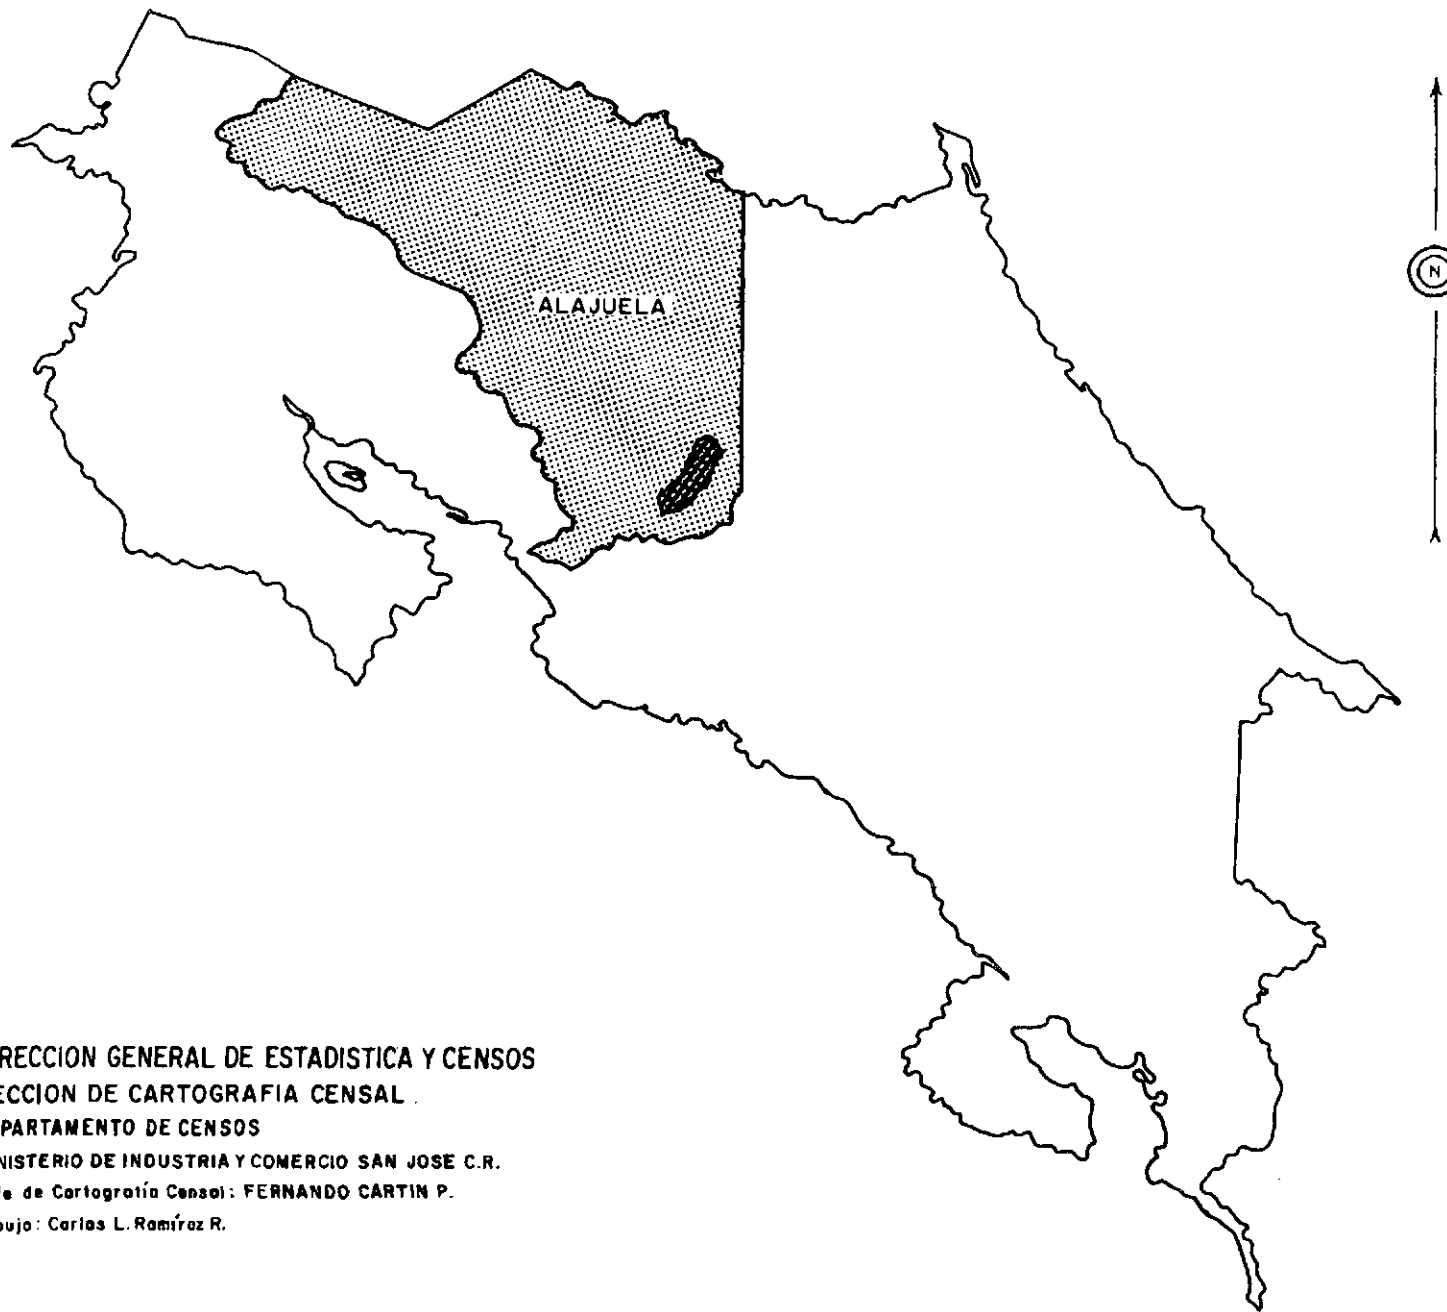 N
ALAJUELA
RECCION GENERAL DE ESTADISTICA Y CENSOS
ECCION DE CARTOGRAFIA CENSAL.
PARTAMENTO DE CENSOS
NISTERIO DE INDUSTRIA Y COMERCIO SAN JOSE C.R.
e de Cartografía Censal: FERNANDO CARTIN P.
ujo: Carlos L. Ramírez R.